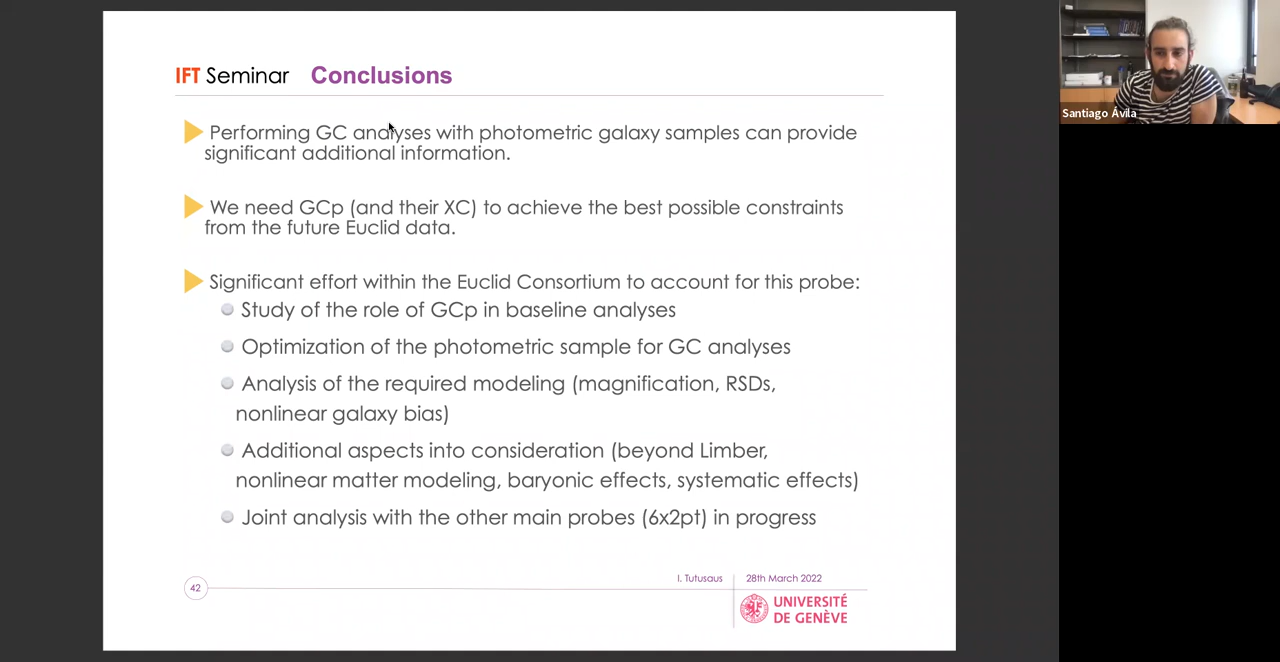 IFT Seminar Conclusions
Performing GC analyses with photometric galaxy samples can provide
significant additional information.
We need GCp (and their XC) to achieve the best possible constraints
from the future Euclid data.
Significant effort within the Euclid Consortium to account for this probe:
Study of the role of GCp in baseline analyses
Optimization of the photometric sample for GC analyses
Analysis of the required modeling (magnification, RSDs,
nonlinear galaxy bias)
Additional aspects into consideration (beyond Limber,
nonlinear matter modeling, baryonic effects, systematic effects)
Joint analysis with the other main probes (6x2pt) in progress
42
I. Tutusaus
28th March 2022
UNIVERSITÉ
DE GENÈVE
Santiago Ávila